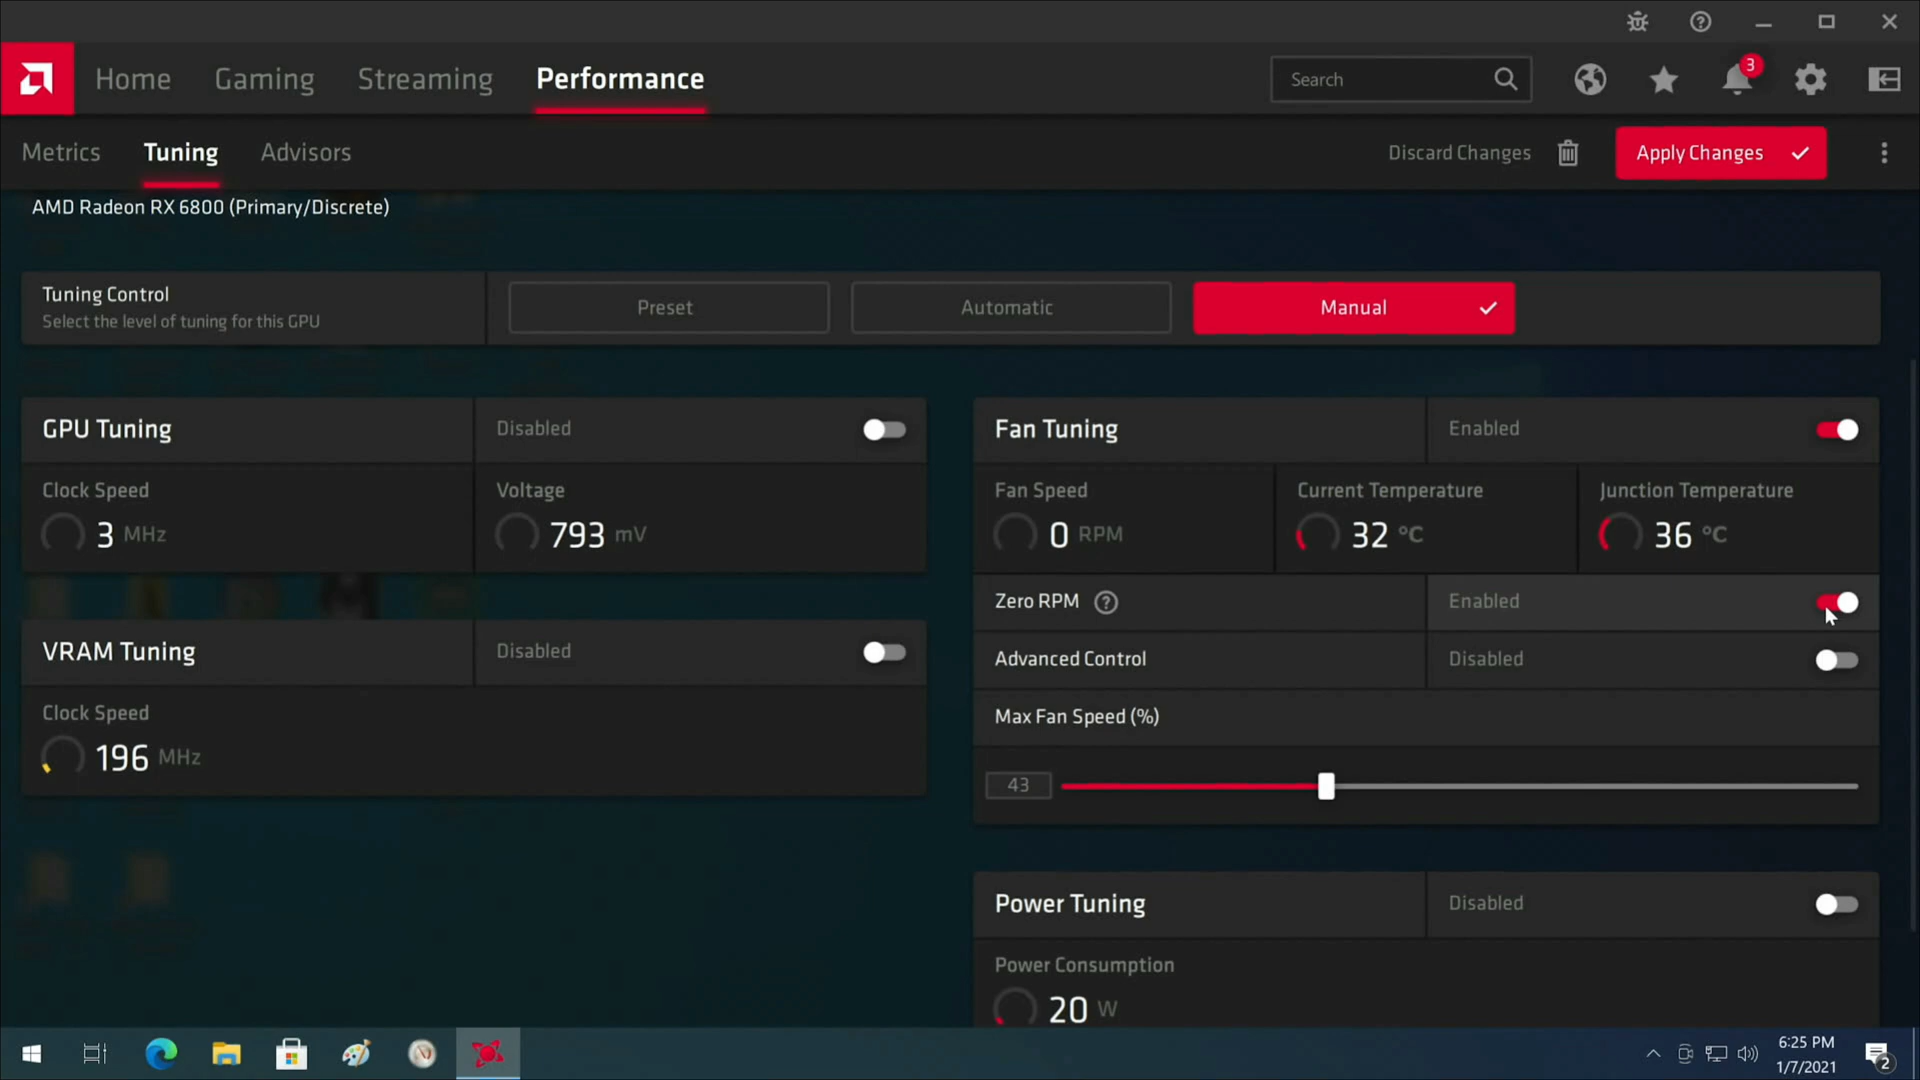 Home Gaming Streaming Performance Search 3
Metrics Tuning Advisors Discard Changes Apply Changes
AMD Radeon RX 6800 (Primary/Discrete)
Tuning Control
Select the level of tuning for this GPU
Preset Automatic Manual
GPU Tuning Disabled
Clock Speed Voltage
3 MHz 793 mV
VRAM Tuning Disabled
Clock Speed
196 MHz
Fan Tuning Enabled
Fan Speed Current Temperature Junction Temperature
0 RPM 32 °C 36 °C
Zero RPM ? Enabled
Advanced Control Disabled
Max Fan Speed (%)
43
Power Tuning Disabled
Power Consumption
20 W
6:25 PM
1/7/2021
2